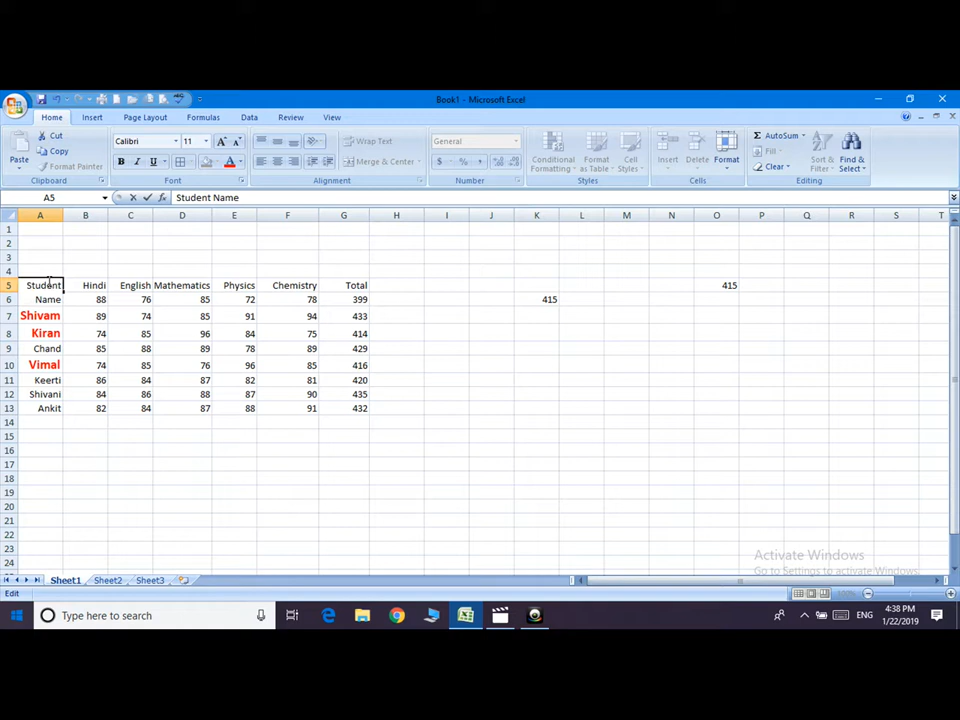 Book1 - Microsoft Excel
Home Insert Page Layout Formulas Data Review View
Paste Cut Copy Format Painter Clipboard
Calibri 11 A A B I U A Font
Wrap Text Merge & Center Alignment
General $ % , Number
Conditional Formatting Format as Table Cell Styles Styles
Insert Delete Format Cells
Σ AutoSum Fill Clear Sort & Filter Find & Select Editing
A5 fx Student Name
A B C D E F G H I J K L M N O P Q R S T
1
2
3
4
5 Student Hindi English Mathematics Physics Chemistry Total 415
6 Name 88 76 85 72 78 399 415
7 Shivam 89 74 85 91 94 433
8 Kiran 74 85 96 84 75 414
9 Chand 85 88 89 78 89 429
10 Vimal 74 85 76 96 85 416
11 Keerti 86 84 87 82 81 420
12 Shivani 84 86 88 87 90 435
13 Ankit 82 84 87 88 91 432
14
15
16
17
18
19
20
21
22
23
24
Activate Windows
Go to Settings to activate Windows.
Sheet1 Sheet2 Sheet3
Edit 100%
Type here to search
ENG
4:38 PM
1/22/2019